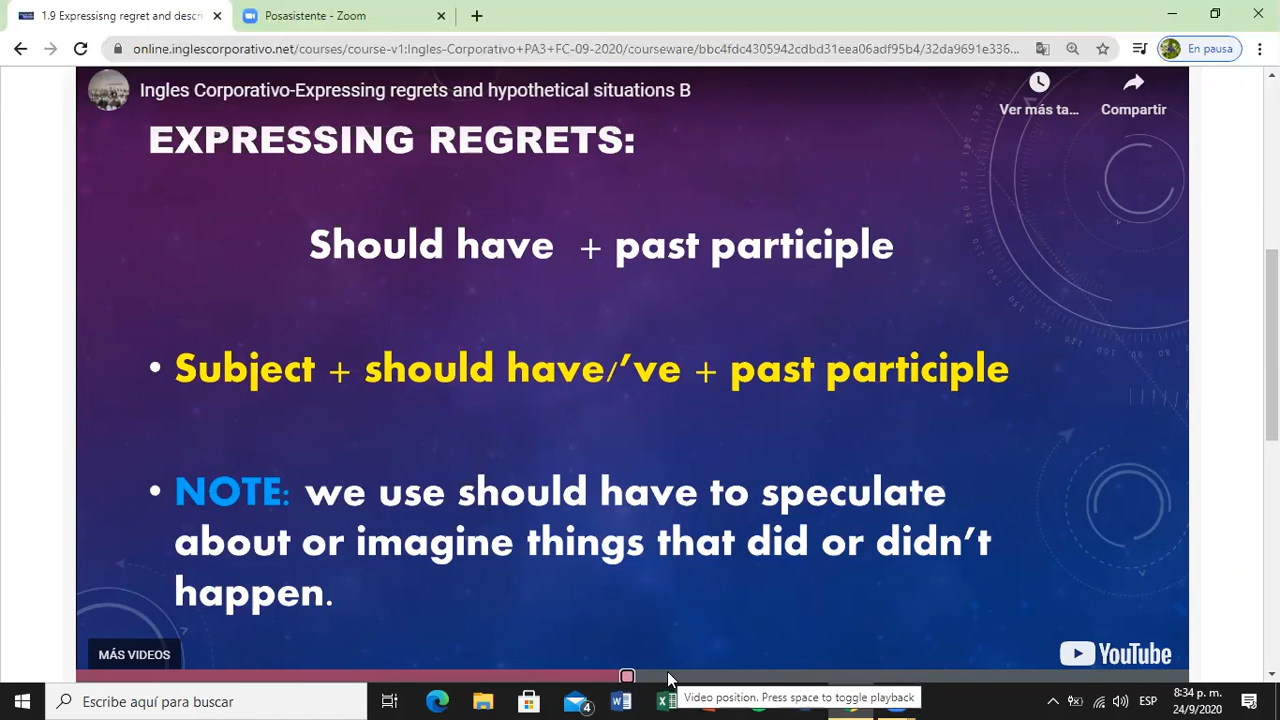 1.9 Expressisng regret and descr
Posasistente - Zoom
online.inglescorporativo.net/courses/course-v1:Ingles-Corporativo+PA3+FC-09-2020/courseware/bbc4fdc4305942cdbd31eea06adf95b4/32da9691e336...
En pausa
Ingles Corporativo-Expressing regrets and hypothetical situations B
Ver más ta...
Compartir
EXPRESSING REGRETS:
Should have + past participle
• Subject + should have/'ve + past participle
• NOTE: we use should have to speculate
about or imagine things that did or didn't
happen.
MÁS VIDEOS
YouTube
Video position. Press space to toggle playback
Escribe aquí para buscar
4
ESP
8:34 p. m.
24/9/2020